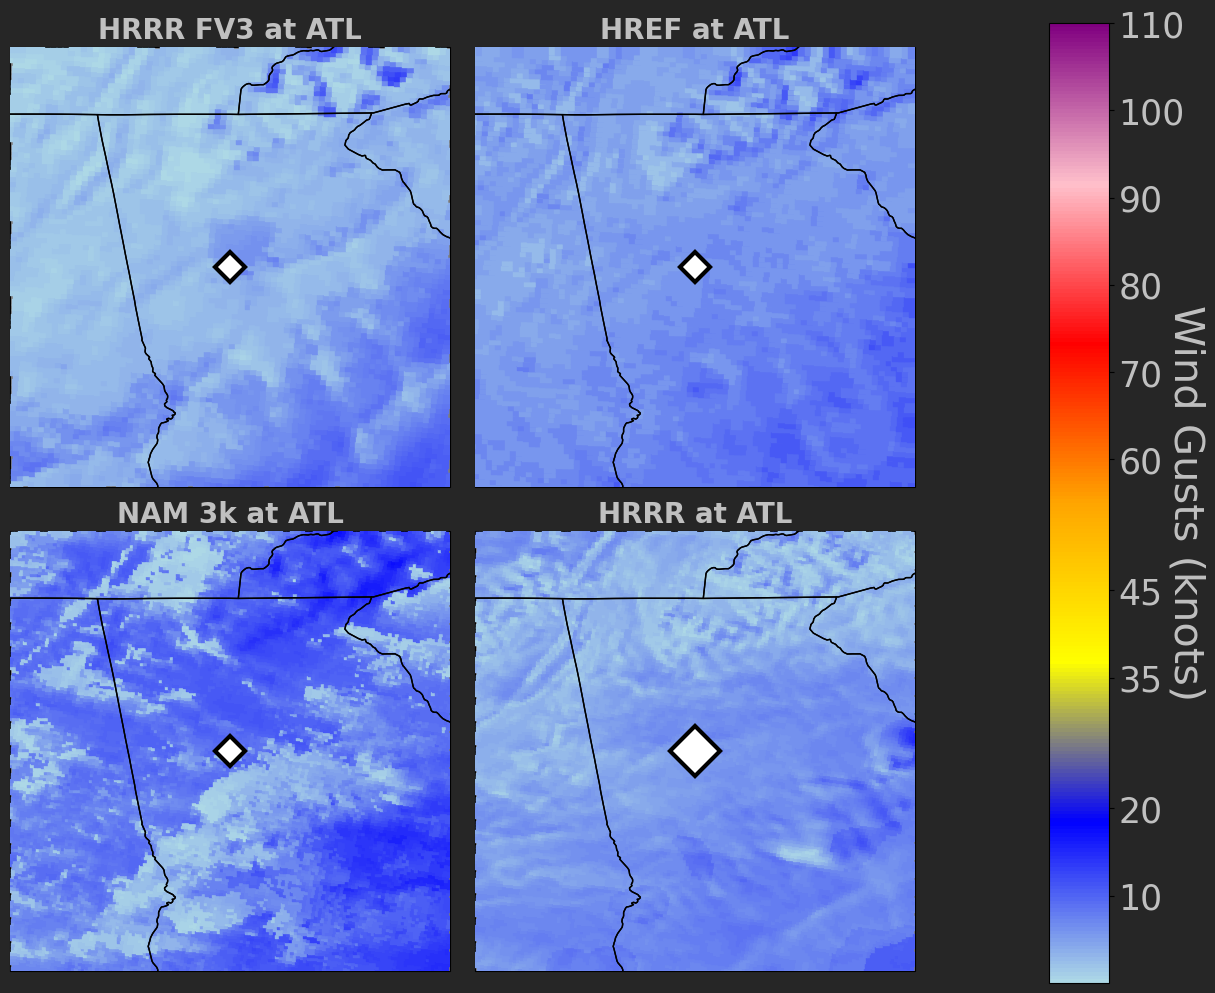 HRRR FV3 at ATL
HREF at ATL
NAM 3k at ATL
HRRR at ATL
110
100
90
80
70
60
45
35
20
10
Wind Gusts (knots)